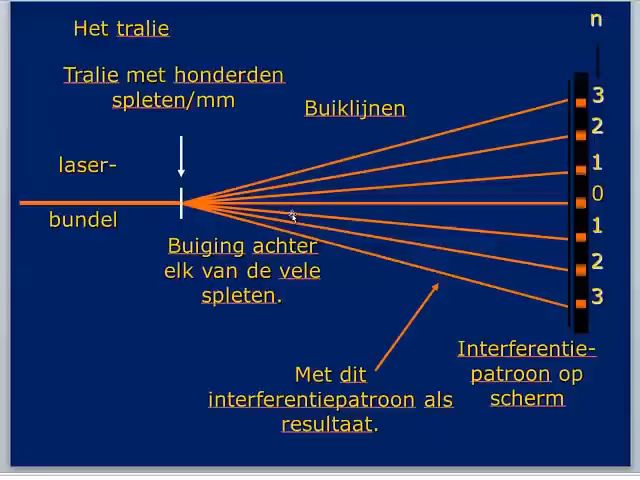 Het tralie
n
Tralie met honderden
spleten/mm
Buiklijnen
3
2
laser-
1
0
bundel
1
Buiging achter
elk van de vele
spleten.
2
3
Interferentie-
patroon op
scherm
Met dit
interferentiepatroon als
resultaat.